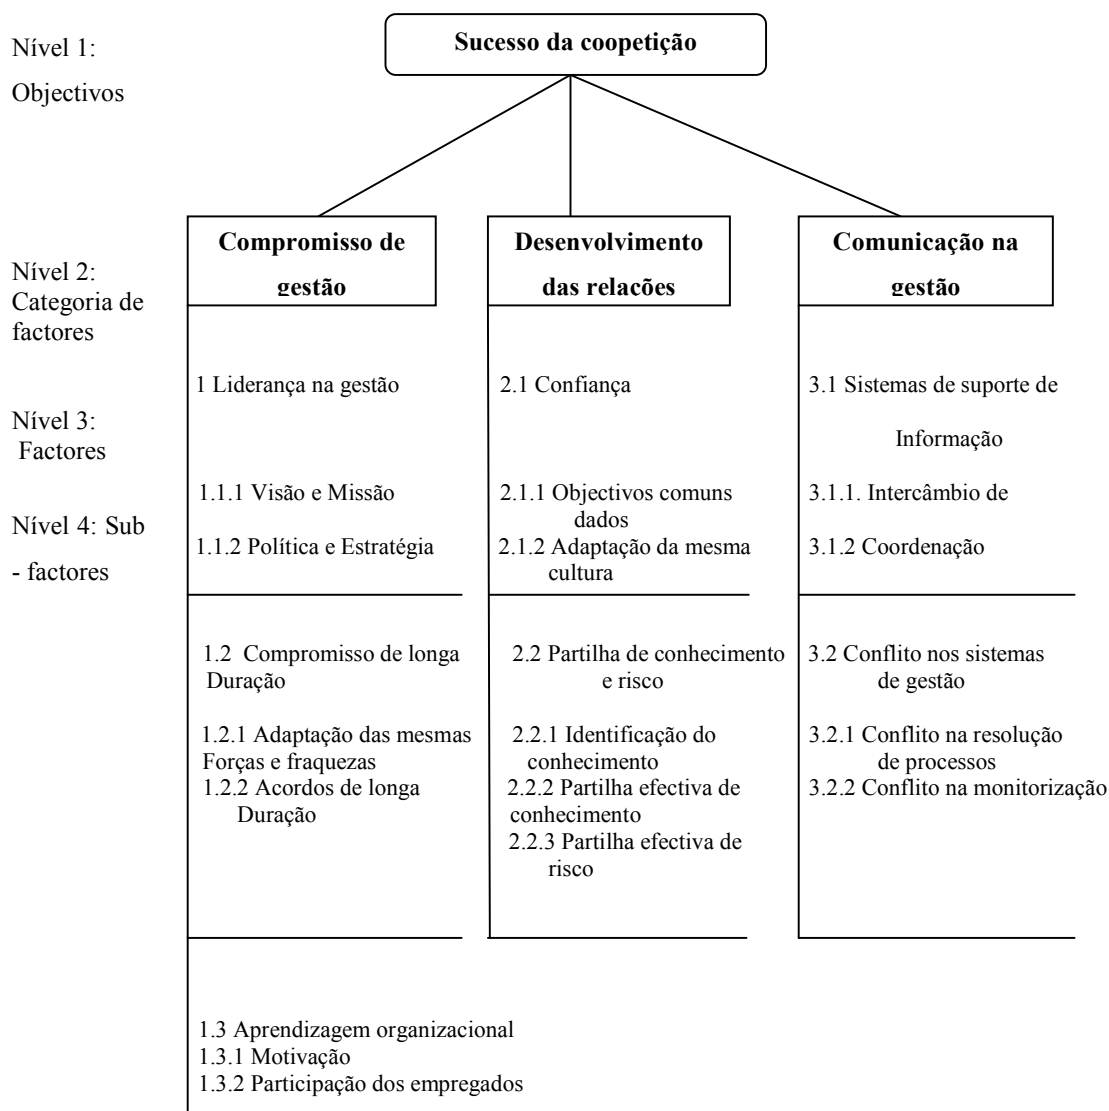 Nível 1:
Objectivos
Sucesso da coopetição
Nível 2:
Categoria de
factores
Compromisso de
gestão
Desenvolvimento
das relações
Comunicação na
gestão
Nível 3:
Factores
Nível 4: Sub
- factores
1 Liderança na gestão
1.1.1 Visão e Missão
1.1.2 Política e Estratégia
1.2 Compromisso de longa
Duração
1.2.1 Adaptação das mesmas
Forças e fraquezas
1.2.2 Acordos de longa
Duração
1.3 Aprendizagem organizacional
1.3.1 Motivação
1.3.2 Participação dos empregados
2.1 Confiança
2.1.1 Objectivos comuns
dados
2.1.2 Adaptação da mesma
cultura
2.2 Partilha de conhecimento
e risco
2.2.1 Identificação do
conhecimento
2.2.2 Partilha efectiva de
conhecimento
2.2.3 Partilha efectiva de
risco
3.1 Sistemas de suporte de
Informação
3.1.1. Intercâmbio de
3.1.2 Coordenação
3.2 Conflito nos sistemas
de gestão
3.2.1 Conflito na resolução
de processos
3.2.2 Conflito na monitorização